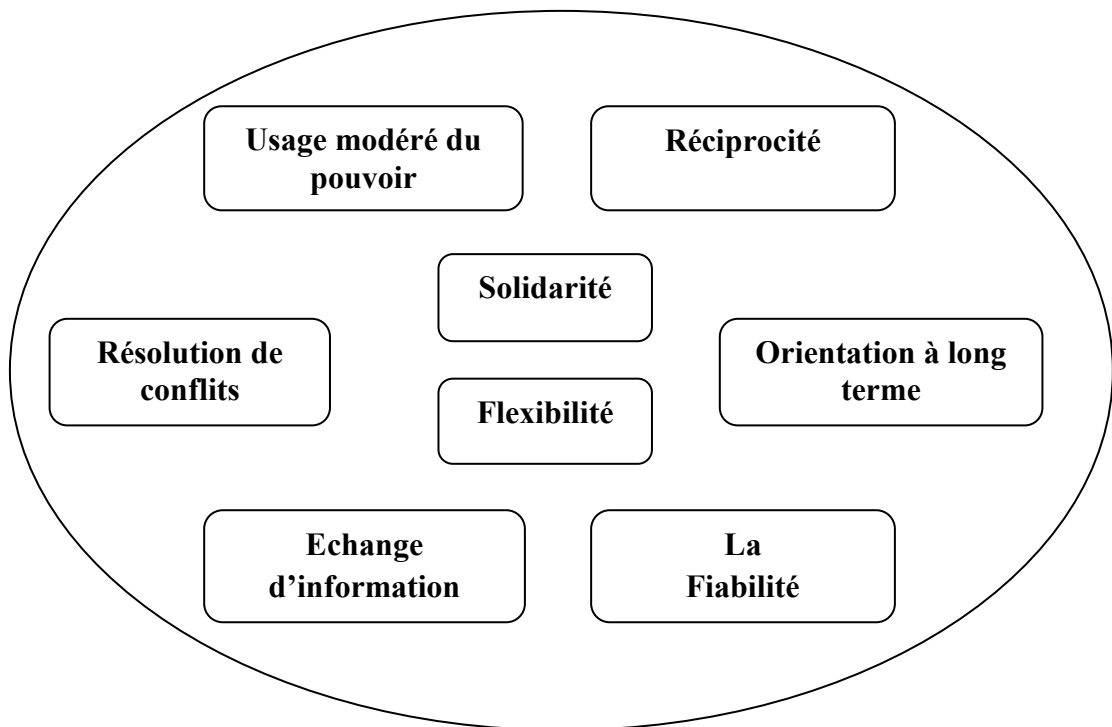 Usage modéré du
pouvoir
Réciprocité
Solidarité
Résolution de
conflits
Orientation à long
terme
Flexibilité
Echange
d’information
La
Fiabilité